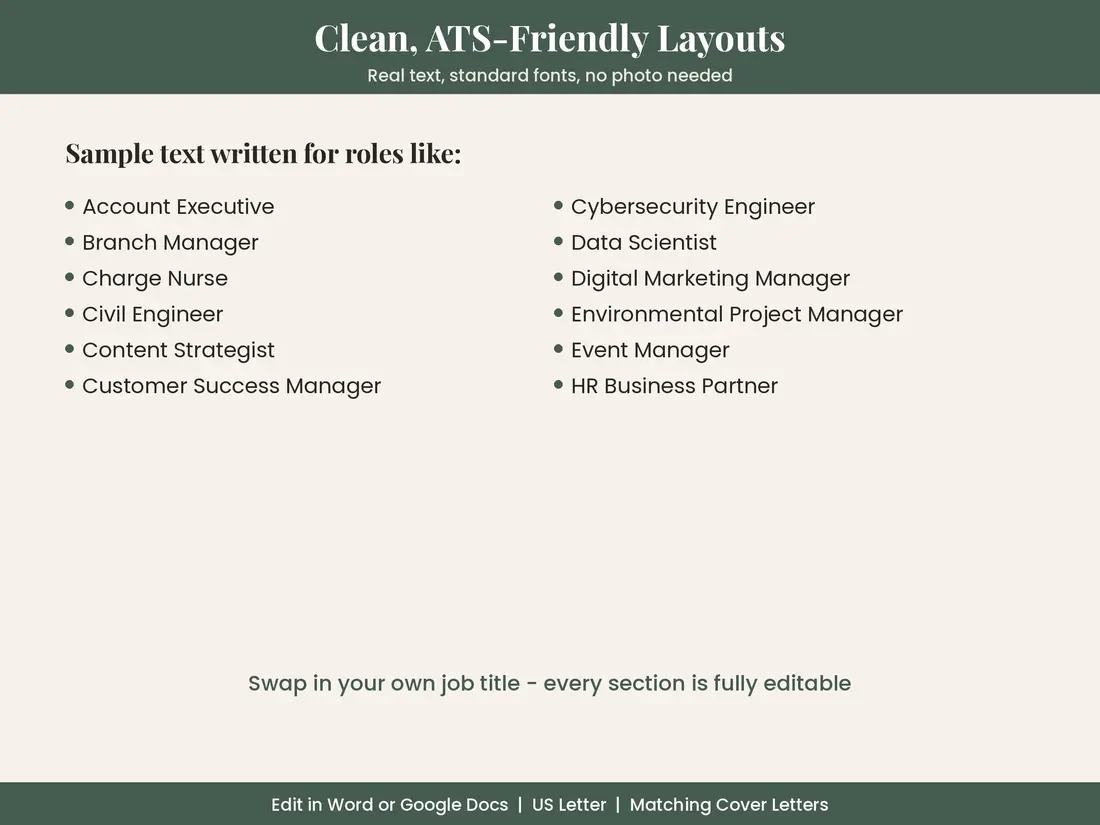 Clean, ATS-Friendly Layouts
Real text, standard fonts, no photo needed
Sample text written for roles like:
• Account Executive
• Branch Manager
• Charge Nurse
• Civil Engineer
• Content Strategist
• Customer Success Manager
• Cybersecurity Engineer
• Data Scientist
• Digital Marketing Manager
• Environmental Project Manager
• Event Manager
• HR Business Partner
Swap in your own job title - every section is fully editable
Edit in Word or Google Docs | US Letter | Matching Cover Letters